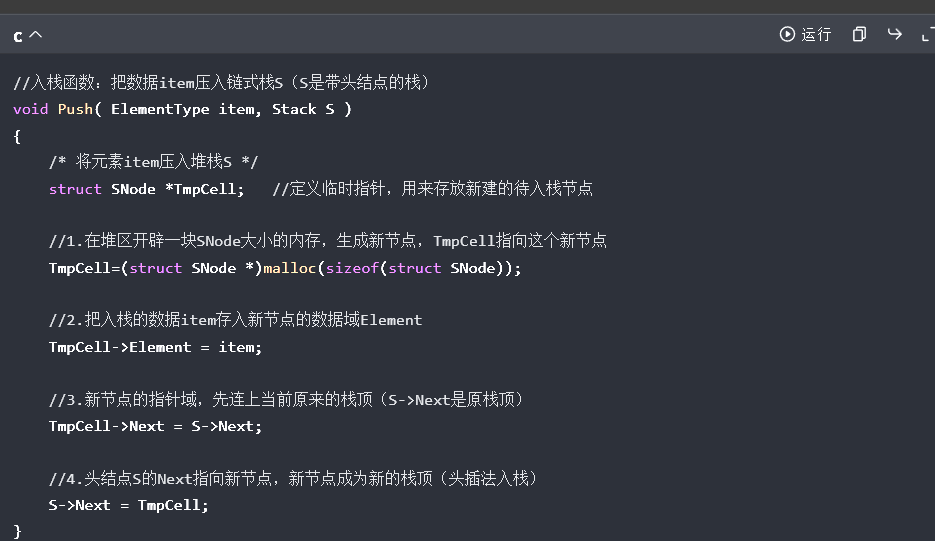 c
运行
//入栈函数：把数据item压入链式栈S（S是带头结点的栈）
void Push( ElementType item, Stack S )
{
    /* 将元素item压入堆栈S */
    struct SNode *TmpCell;   //定义临时指针，用来存放新建的待入栈节点
    //1.在堆区开辟一块SNode大小的内存，生成新节点，TmpCell指向这个新节点
    TmpCell=(struct SNode *)malloc(sizeof(struct SNode));
    //2.把入栈的数据item存入新节点的数据域Element
    TmpCell->Element = item;
    //3.新节点的指针域，先连上当前原来的栈顶（S->Next是原栈顶）
    TmpCell->Next = S->Next;
    //4.头结点S的Next指向新节点，新节点成为新的栈顶（头插法入栈）
    S->Next = TmpCell;
}